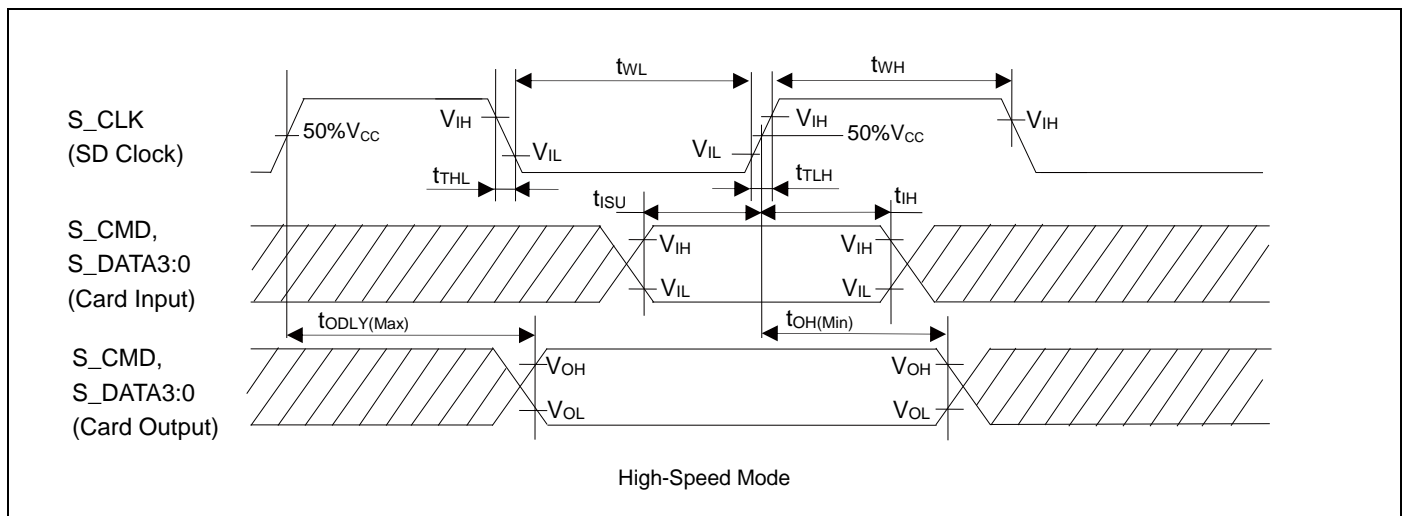 tWL
tWH
S_CLK
(SD Clock)
50%VCC
VIH
VIL
VIL
VIH
50%VCC
VIH
tTHL
tTLH
tISU
tIH
S_CMD,
S_DATA3:0
(Card Input)
VIH
VIL
VIH
VIL
tODLY(Max)
tOH(Min)
S_CMD,
S_DATA3:0
(Card Output)
VOH
VOL
VOH
VOL
High-Speed Mode